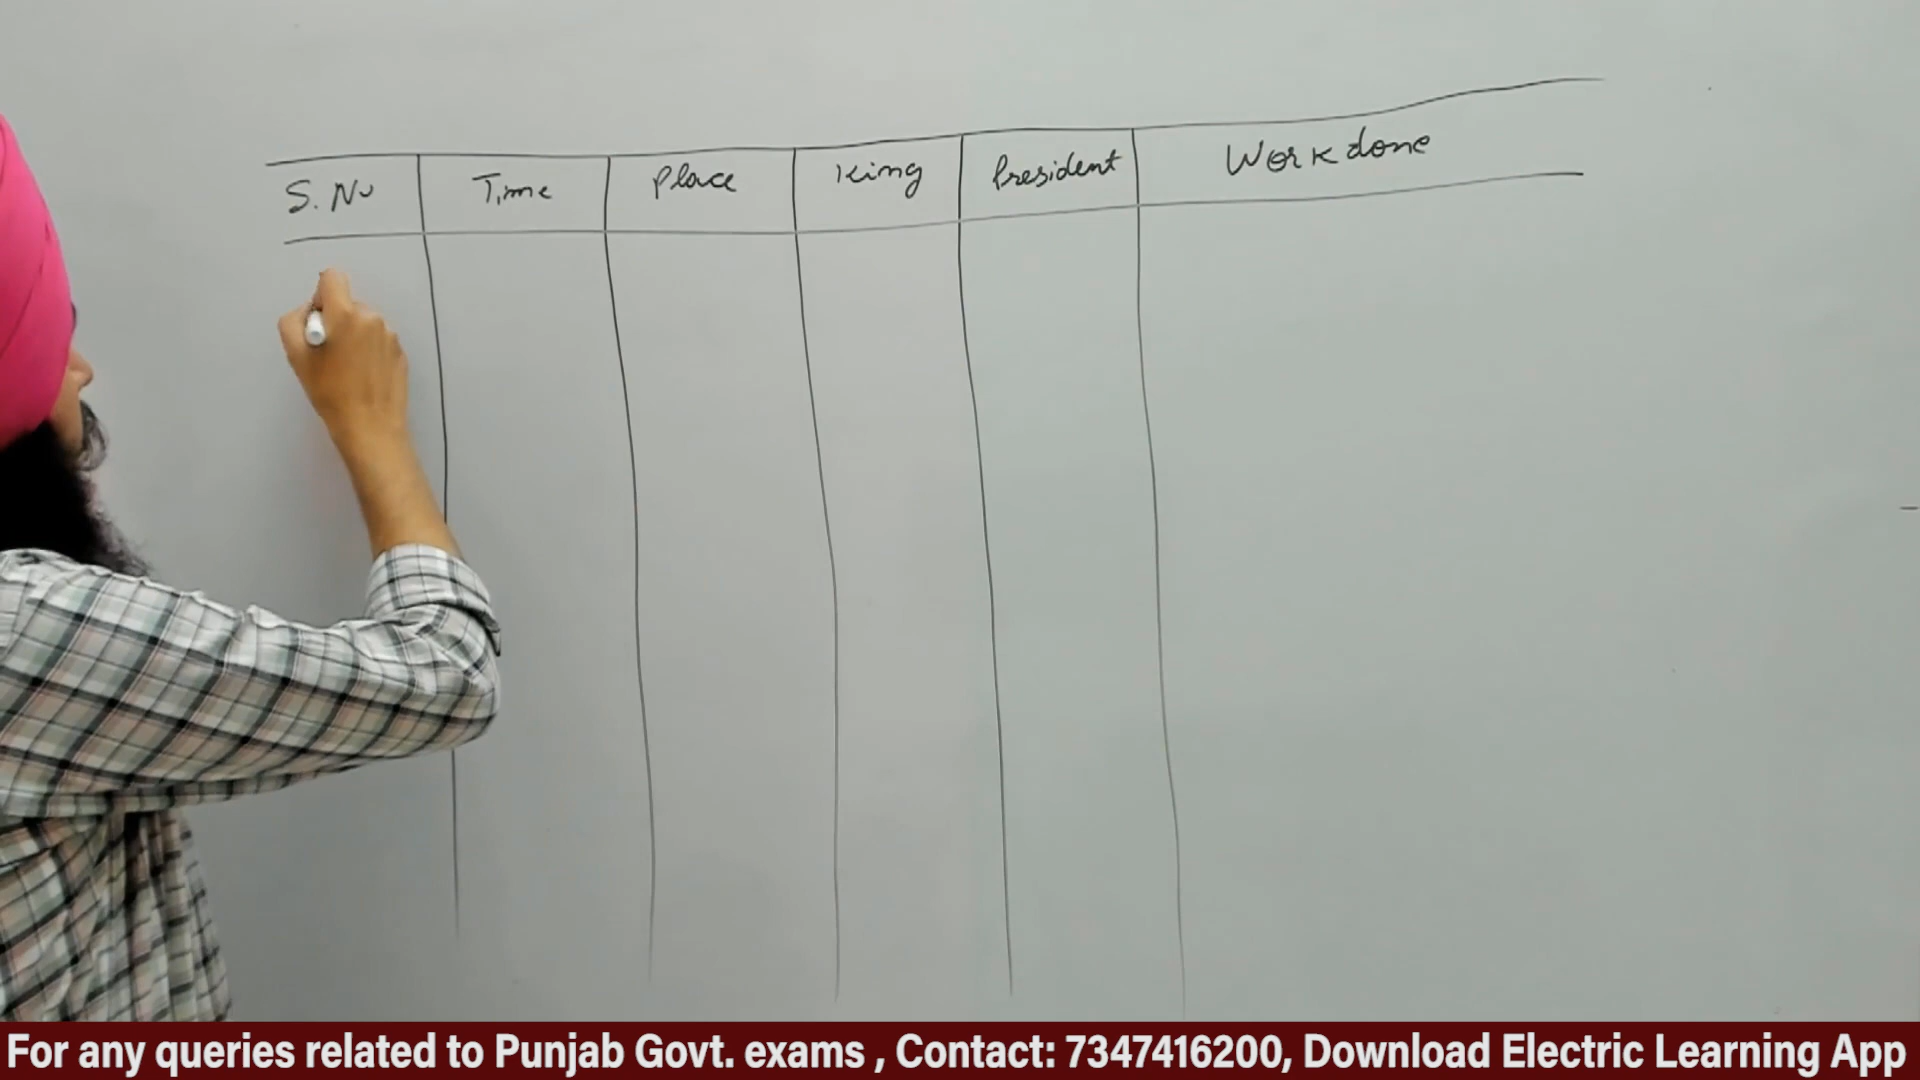 S. No Time Place King President Work done
For any queries related to Punjab Govt. exams , Contact: 7347416200, Download Electric Learning App